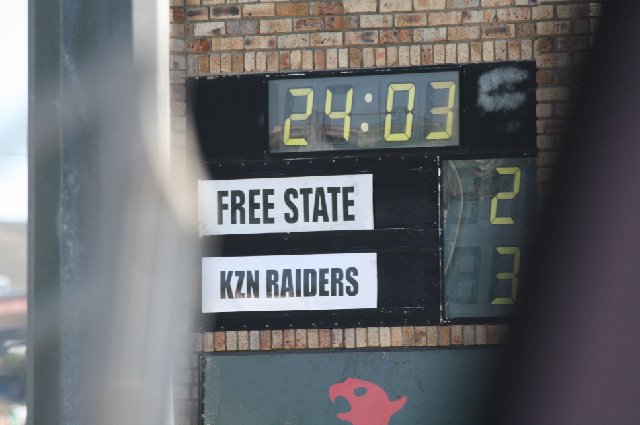 24:03
FREE STATE 2
KZN RAIDERS 3